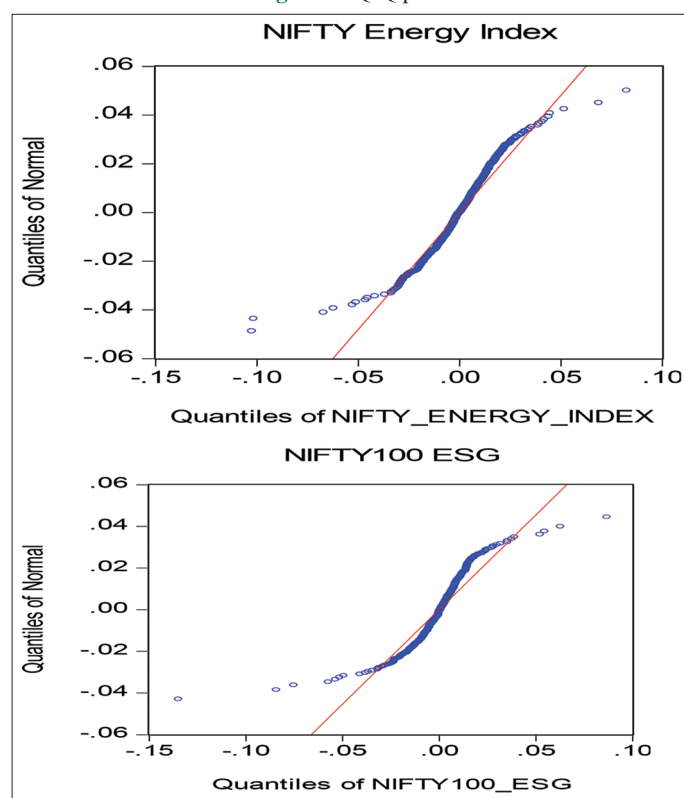 NIFTY Energy Index
.06
.04
.02
.00
-.02
-.04
-.06
-.15 -.10 -.05 .00 .05 .10
Quantiles of Normal
Quantiles of NIFTY_ENERGY_INDEX
NIFTY100 ESG
.06
.04
.02
.00
-.02
-.04
-.06
-.15 -.10 -.05 .00 .05 .10
Quantiles of Normal
Quantiles of NIFTY100_ESG